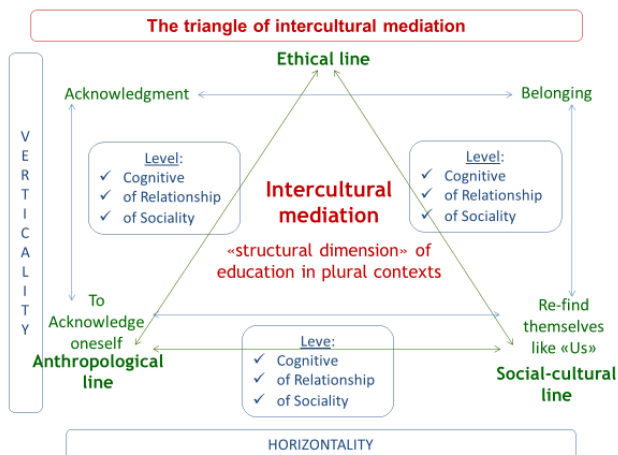 The triangle of intercultural mediation
Ethical line
Acknowledgment
Belonging
VERTICALITY
Level:
✓ Cognitive
✓ of Relationship
✓ of Sociality
Level:
✓ Cognitive
✓ of Relationship
✓ of Sociality
Intercultural
mediation
«structural dimension» of
education in plural contexts
To
Acknowledge
oneself
Anthropological
line
Re-find
themselves
like «Us»
Social-cultural
line
Leve:
✓ Cognitive
✓ of Relationship
✓ of Sociality
HORIZONTALITY